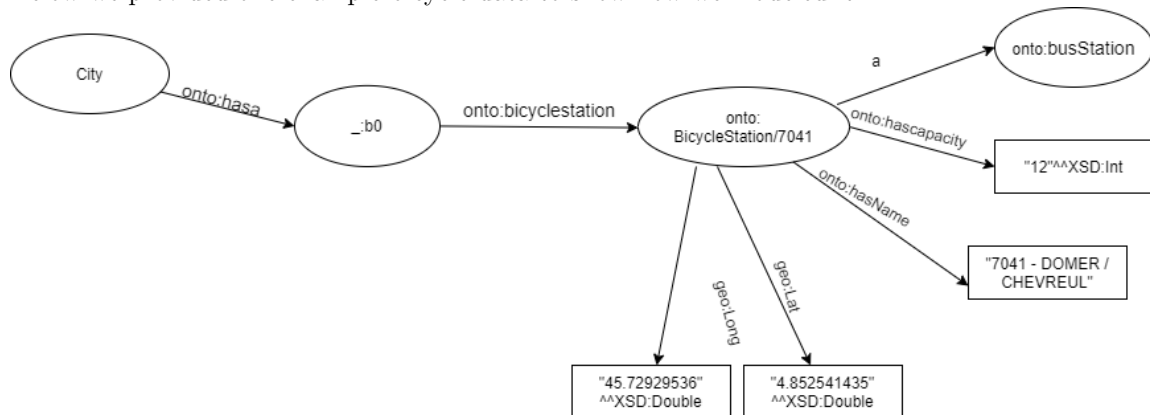 City
onto:hasa
_:b0
onto:bicyclestation
onto:
BicycleStation/7041
a
onto:busStation
onto:hascapacity
"12"^^XSD:Int
onto:hasName
"7041 - DOMER /
CHEVREUL"
geo:Long
geo:Lat
"45.72929536"
^^XSD:Double
"4.852541435"
^^XSD:Double